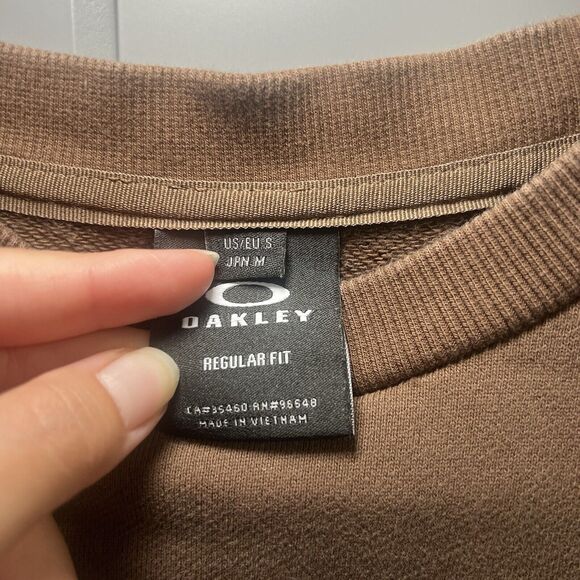 US/EU S
JPN M
OAKLEY
REGULAR FIT
CA#35460 RN#96648
MADE IN VIETNAM